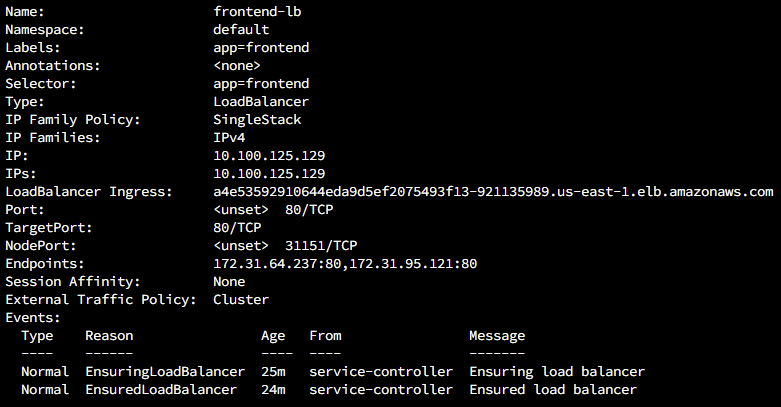 Name:                     frontend-lb
Namespace:                default
Labels:                   app=frontend
Annotations:              <none>
Selector:                 app=frontend
Type:                     LoadBalancer
IP Family Policy:         SingleStack
IP Families:              IPv4
IP:                       10.100.125.129
IPs:                      10.100.125.129
LoadBalancer Ingress:     a4e53592910644eda9d5ef2075493f13-921135989.us-east-1.elb.amazonaws.com
Port:                     <unset>  80/TCP
TargetPort:               80/TCP
NodePort:                 <unset>  31151/TCP
Endpoints:                172.31.64.237:80,172.31.95.121:80
Session Affinity:         None
External Traffic Policy:  Cluster
Events:
  Type    Reason                Age   From                Message
  ----    ------                ----  ----                -------
  Normal  EnsuringLoadBalancer  25m   service-controller  Ensuring load balancer
  Normal  EnsuredLoadBalancer   24m   service-controller  Ensured load balancer